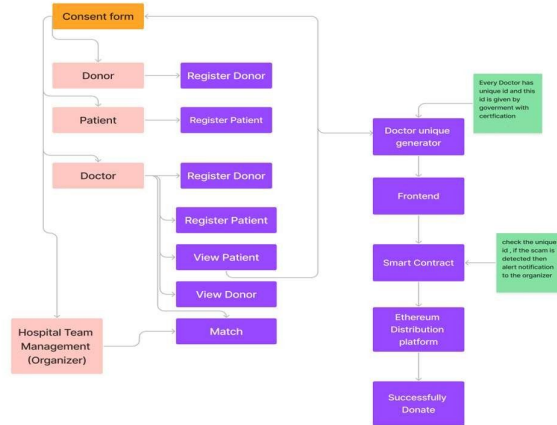 Consent form
Donor
Register Donor
Patient
Register Patient
Doctor
Register Donor
Register Patient
View Patient
View Donor
Hospital Team
Management
(Organizer)
Match
Every Doctor has
unique id and this
id is given by
goverment with
certfication
Doctor unique
generator
Frontend
Smart Contract
check the unique
id , if the scam is
detected then
alert notification
to the organizer
Ethereum
Distribution
platform
Successfully
Donate